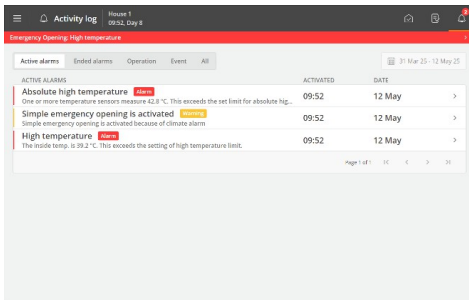 Activity log
House 1
09:52, Day 8
3
Emergency Opening: High temperature
Active alarms Ended alarms Operation Event All
31 Mar 25 - 12 May 25
ACTIVE ALARMS ACTIVATED DATE
Absolute high temperature Alarm 09:52 12 May
One or more temperature sensors measure 42.8 °C. This exceeds the set limit for absolute hig...
Simple emergency opening is activated Warning 09:52 12 May
Simple emergency opening is activated because of climate alarm
High temperature Alarm 09:52 12 May
The inside temp. is 39.2 °C. This exceeds the setting of high temperature limit.
Page 1 of 1